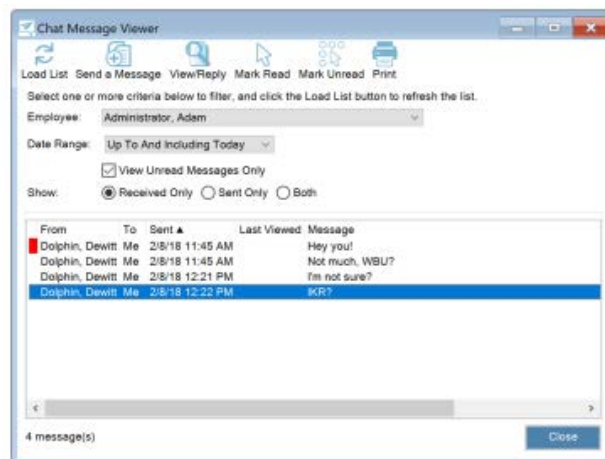 Chat Message Viewer
Load List Send a Message View/Reply Mark Read Mark Unread Print
Select one or more criteria below to filter, and click the Load List button to refresh the list.
Employee: Administrator, Adam
Date Range: Up To And Including Today
View Unread Messages Only
Show: Received Only Sent Only Both
From To Sent ▲ Last Viewed Message
Dolphin, Dewitt Me 2/8/18 11:45 AM Hey you!
Dolphin, Dewitt Me 2/8/18 11:45 AM Not much, WBU?
Dolphin, Dewitt Me 2/8/18 12:21 PM I'm not sure?
Dolphin, Dewitt Me 2/8/18 12:22 PM IKR?
4 message(s) Close